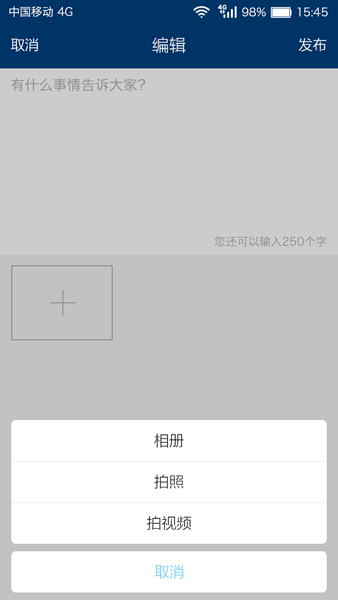 中国移动 4G 4G 98% 15:45
取消 编辑 发布
有什么事情告诉大家?
您还可以输入250个字
相册
拍照
拍视频
取消